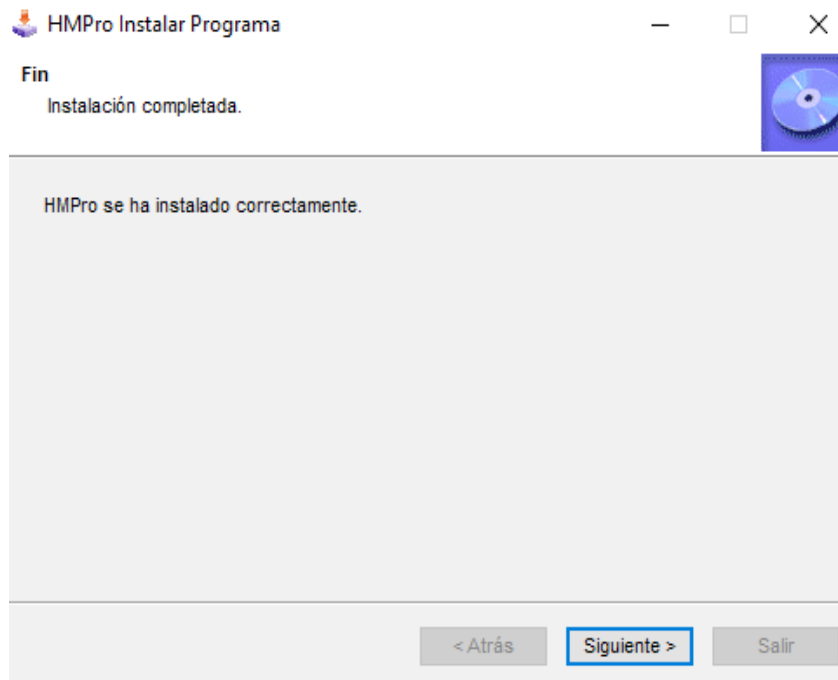 HMPro Instalar Programa
Fin
Instalación completada.
HMPro se ha instalado correctamente.
< Atrás
Siguiente >
Salir